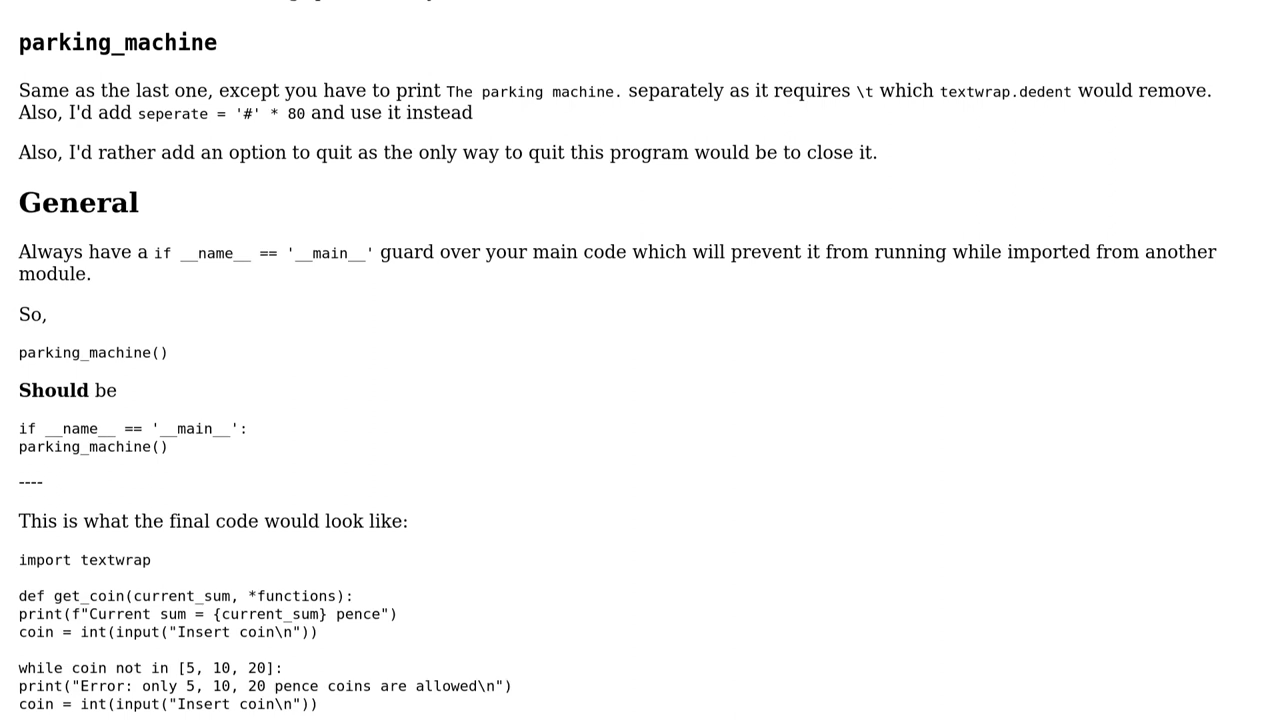 parking_machine
Same as the last one, except you have to print The parking machine. separately as it requires \t which textwrap.dedent would remove.
Also, I'd add seperate = '#' * 80 and use it instead
Also, I'd rather add an option to quit as the only way to quit this program would be to close it.
General
Always have a if __name__ == '__main__' guard over your main code which will prevent it from running while imported from another
module.
So,
parking_machine()
Should be
if __name__ == '__main__':
parking_machine()
----
This is what the final code would look like:
import textwrap
def get_coin(current_sum, *functions):
print(f"Current sum = {current_sum} pence")
coin = int(input("Insert coin\n"))
while coin not in [5, 10, 20]:
print("Error: only 5, 10, 20 pence coins are allowed\n")
coin = int(input("Insert coin\n"))